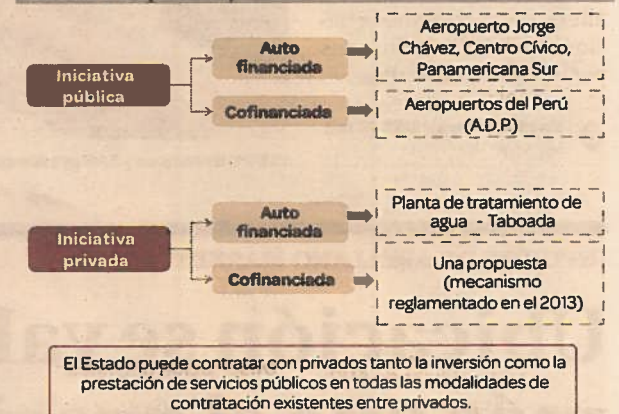 Iniciativa
pública
Auto
financiada
Aeropuerto Jorge
Chávez, Centro Cívico,
Panamericana Sur
Cofinanciada
Aeropuertos del Perú
(A.D.P.)
Iniciativa
privada
Auto
financiada
Planta de tratamiento de
agua - Taboada
Cofinanciada
Una propuesta
(mecanismo
reglamentado en el 2013)
El Estado puede contratar con privados tanto la inversión como la
prestación de servicios públicos en todas las modalidades de
contratación existentes entre privados.